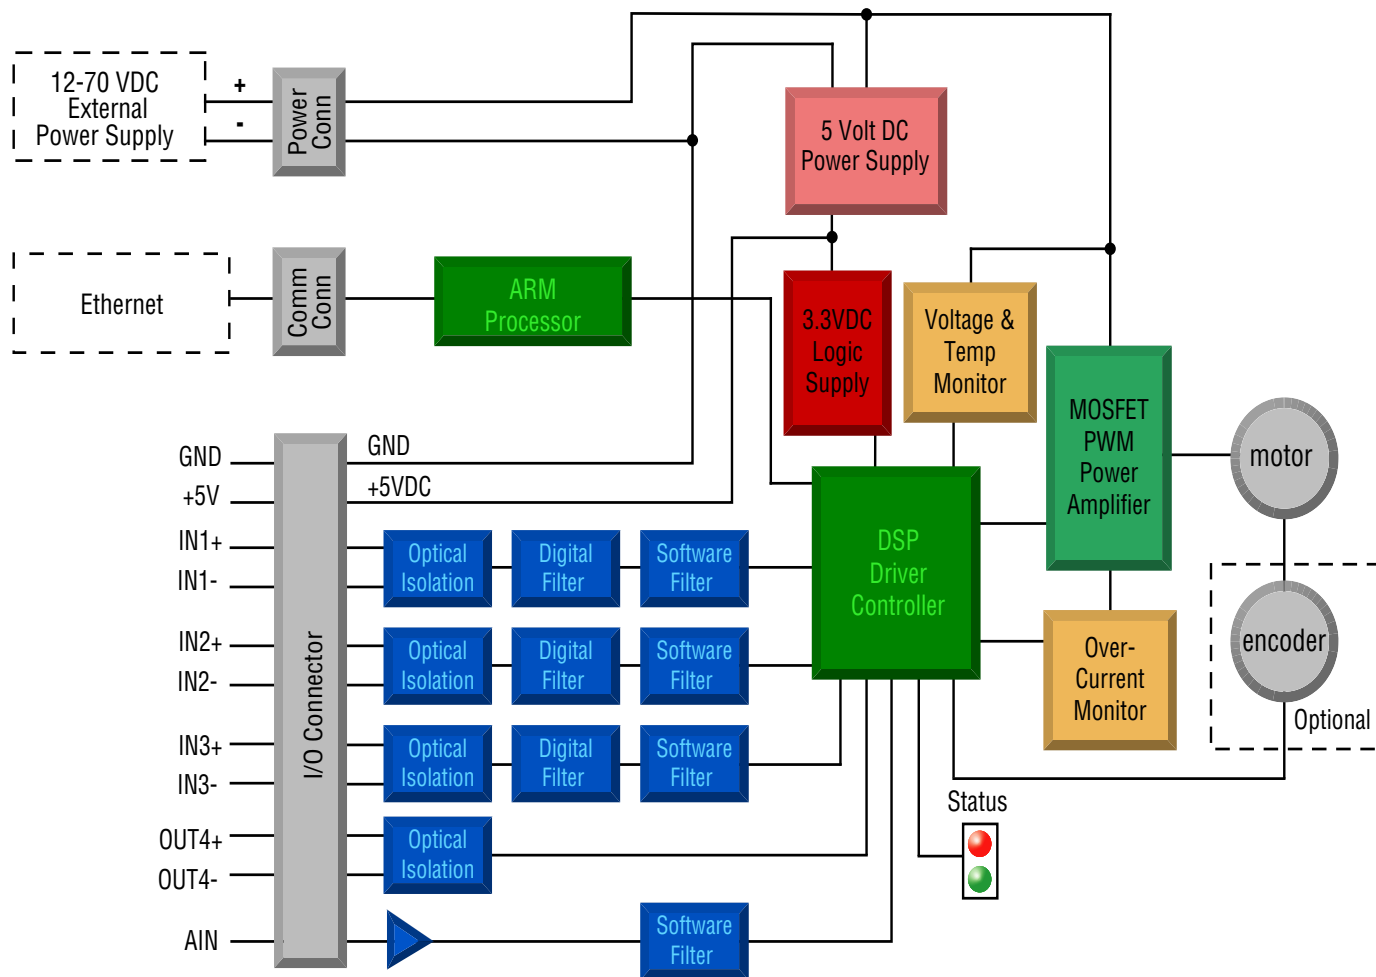 12-70 VDC
External
Power Supply
+
-
Power
Conn
5 Volt DC
Power Supply
Ethernet
Comm
Conn
ARM
Processor
3.3VDC
Logic
Supply
Voltage &
Temp
Monitor
MOSFET
PWM
Power
Amplifier
motor
encoder
Optional
DSP
Driver
Controller
Over-
Current
Monitor
Status
I/O Connector
GND
GND
+5V
+5VDC
IN1+
IN1-
Optical
Isolation
Digital
Filter
Software
Filter
IN2+
IN2-
Optical
Isolation
Digital
Filter
Software
Filter
IN3+
IN3-
Optical
Isolation
Digital
Filter
Software
Filter
OUT4+
OUT4-
Optical
Isolation
AIN
Software
Filter